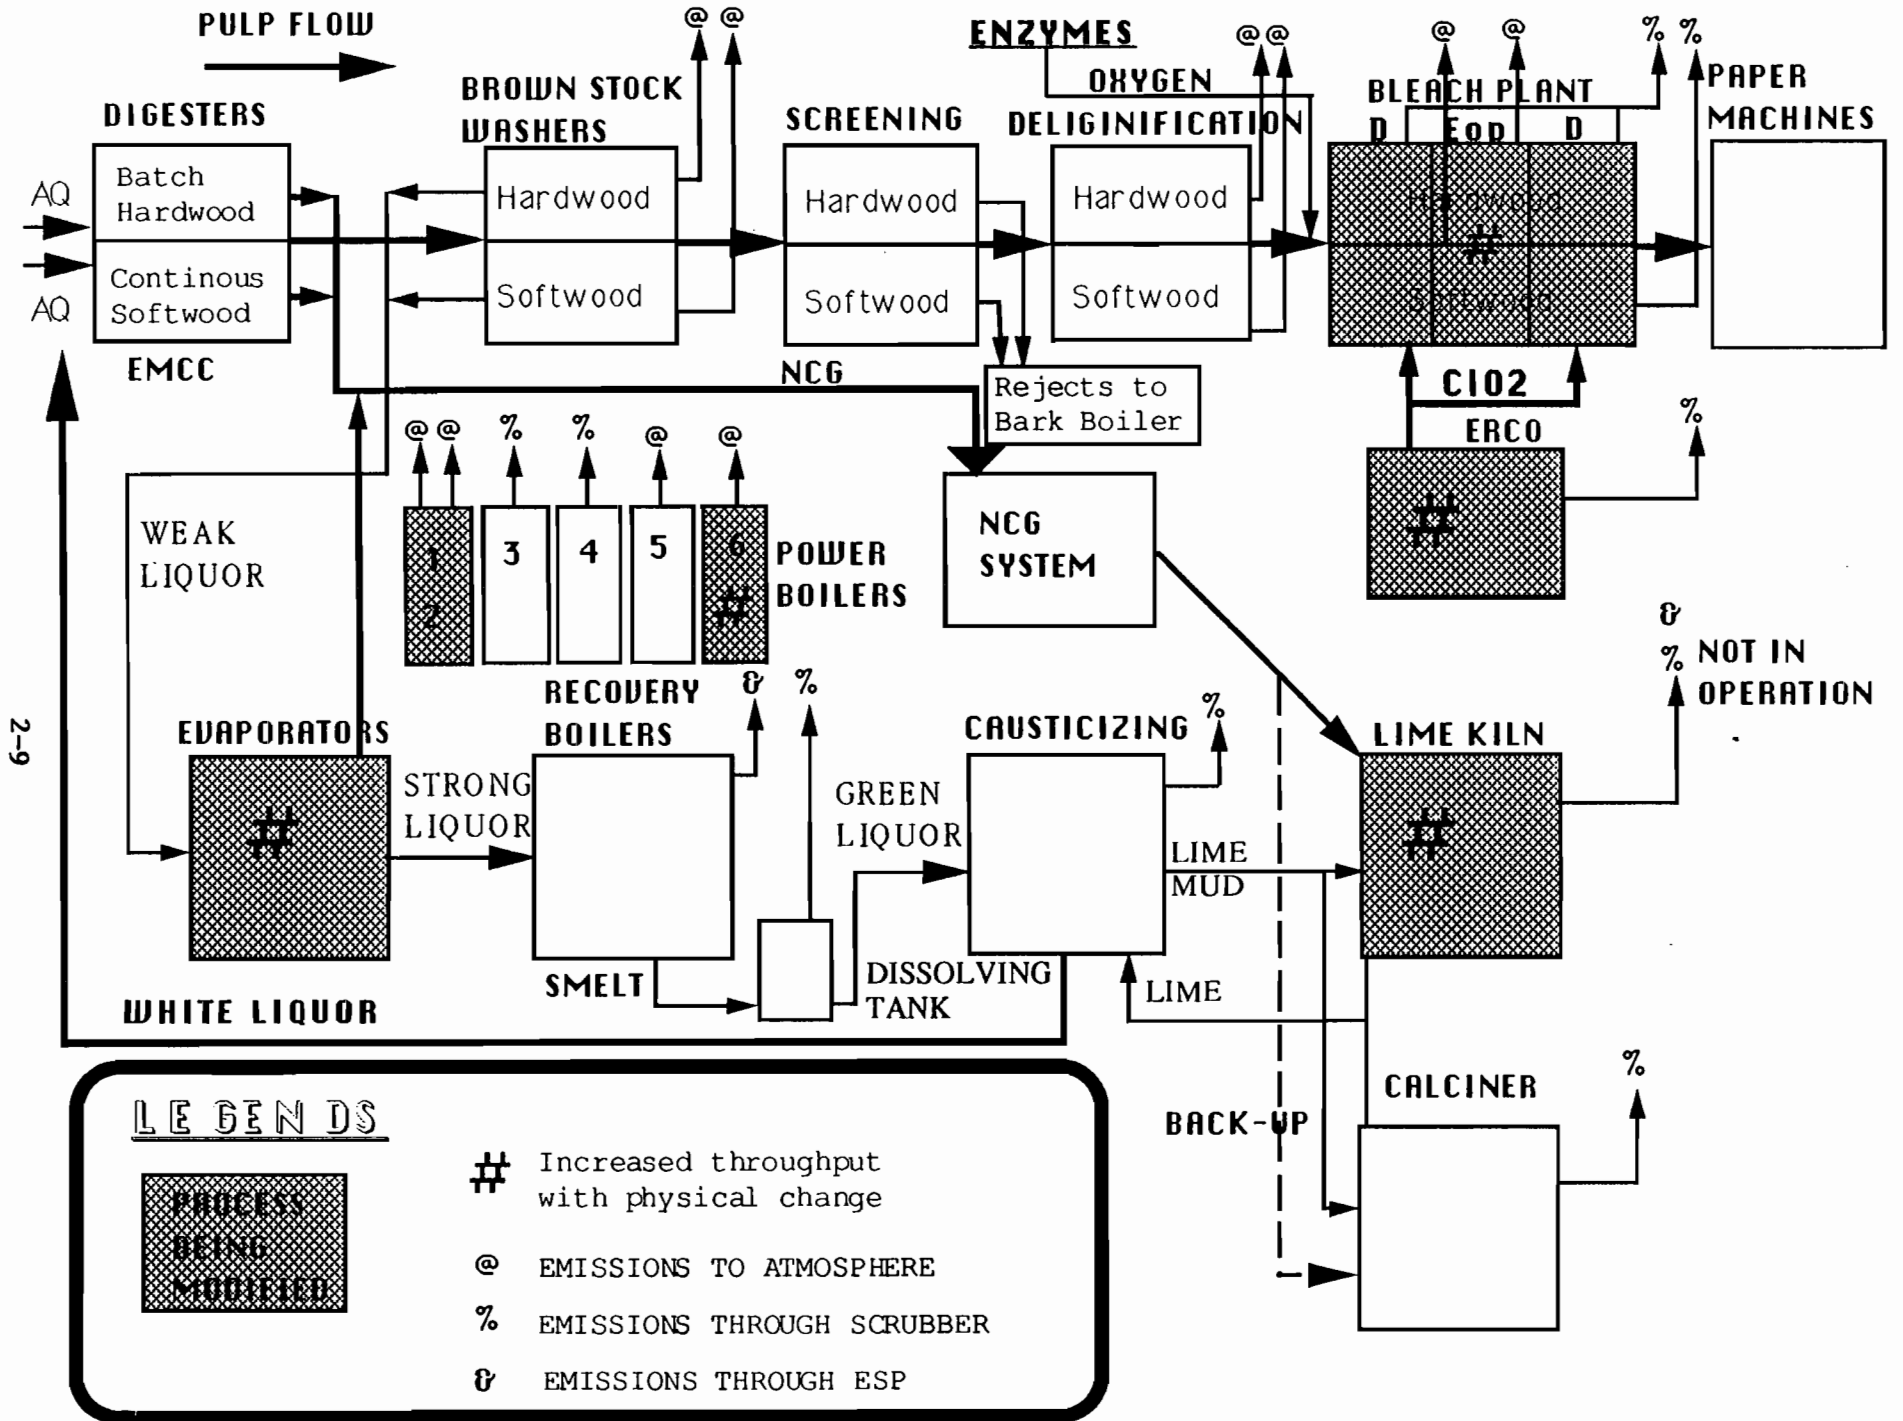 PULP FLOW
@ @
ENZYMES
@ @
@
@
% %
DIGESTERS
BROWN STOCK
WASHERS
SCREENING
OXYGEN
DELIGINIFICATION
BLEACH PLANT
D Eop D
PAPER
MACHINES
AQ
AQ
Batch
Hardwood
Continous
Softwood
EMCC
Hardwood
Softwood
Hardwood
Softwood
Hardwood
Softwood
Hardwood
#
Softwood
NCG
Rejects to
Bark Boiler
ClO2
ERCO
#
%
@ @
%
%
@
@
1
2
3
4
5
6
#
POWER
BOILERS
NCG
SYSTEM
WEAK
LIQUOR
&
% NOT IN
OPERATION
EVAPORATORS
#
STRONG
LIQUOR
RECOVERY
BOILERS
&
%
GREEN
LIQUOR
CAUSTICIZING
%
LIME
MUD
LIME KILN
#
SMELT
DISSOLVING
TANK
LIME
WHITE LIQUOR
BACK-UP
CALCINER
%
LEGENDS
PROCESS
BEING
MODIFIED
# Increased throughput
with physical change
@ EMISSIONS TO ATMOSPHERE
% EMISSIONS THROUGH SCRUBBER
& EMISSIONS THROUGH ESP
2-9